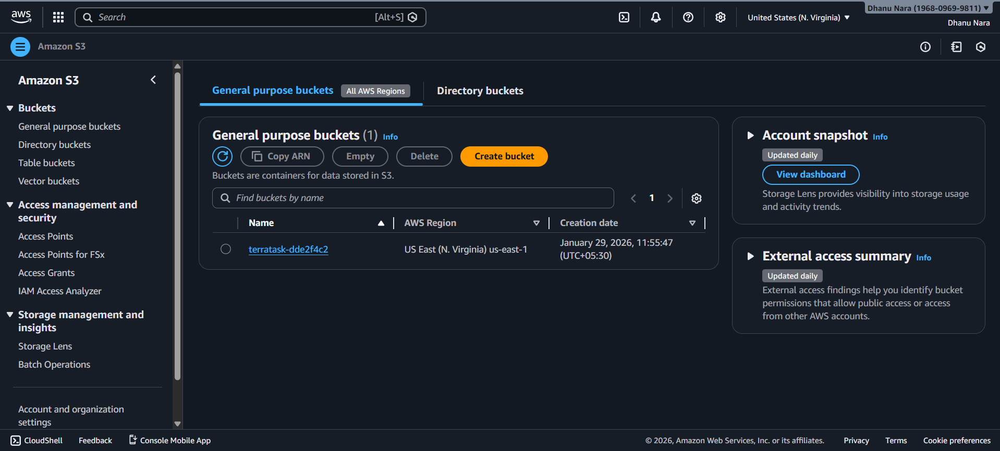 aws
Search [Alt+S]
United States (N. Virginia) ▼
Dhanu Nara (1968-0969-9811) ▼
Dhanu Nara
Amazon S3
Amazon S3
Buckets
General purpose buckets
Directory buckets
Table buckets
Vector buckets
Access management and
security
Access Points
Access Points for FSx
Access Grants
IAM Access Analyzer
Storage management and
insights
Storage Lens
Batch Operations
Account and organization
settings
General purpose buckets All AWS Regions
Directory buckets
General purpose buckets (1) Info
Copy ARN
Empty
Delete
Create bucket
Buckets are containers for data stored in S3.
Find buckets by name
1
Name AWS Region Creation date
terratask-dde2f4c2 US East (N. Virginia) us-east-1 January 29, 2026, 11:55:47
(UTC+05:30)
Account snapshot Info
Updated daily
View dashboard
Storage Lens provides visibility into storage usage
and activity trends.
External access summary Info
Updated daily
External access findings help you identify bucket
permissions that allow public access or access
from other AWS accounts.
CloudShell Feedback Console Mobile App
© 2026, Amazon Web Services, Inc. or its affiliates. Privacy Terms Cookie preferences